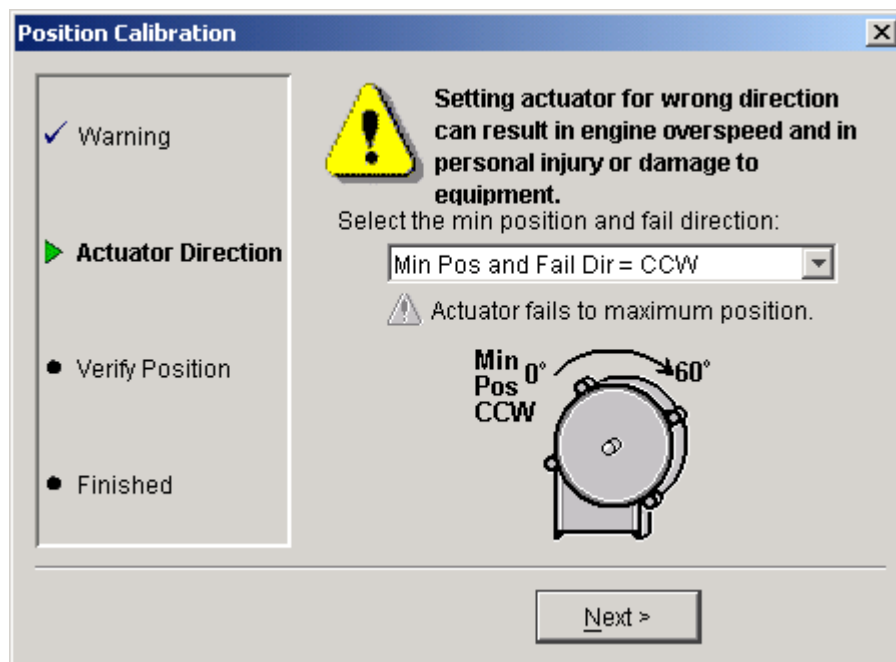 Position Calibration
Warning
Actuator Direction
Verify Position
Finished
Setting actuator for wrong direction
can result in engine overspeed and in
personal injury or damage to
equipment.
Select the min position and fail direction:
Min Pos and Fail Dir = CCW
Actuator fails to maximum position.
Min
Pos
CCW
0°
60°
Next >